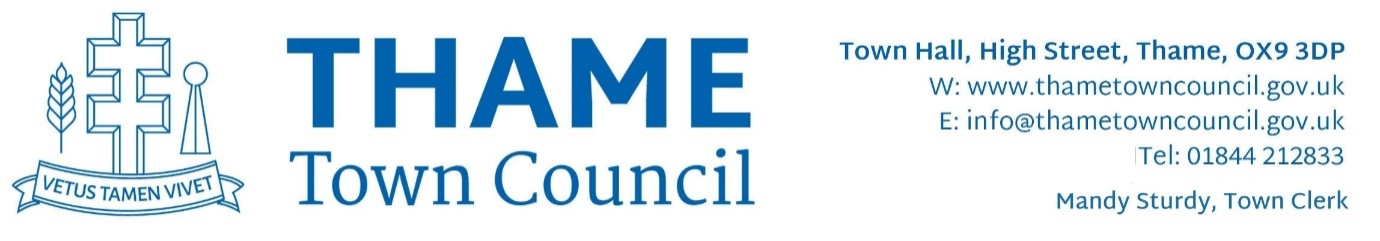 VETUS TAMEN VIVET
THAME
Town Council
Town Hall, High Street, Thame, OX9 3DP
W: www.thametowncouncil.gov.uk
E: info@thametowncouncil.gov.uk
Tel: 01844 212833
Mandy Sturdy, Town Clerk